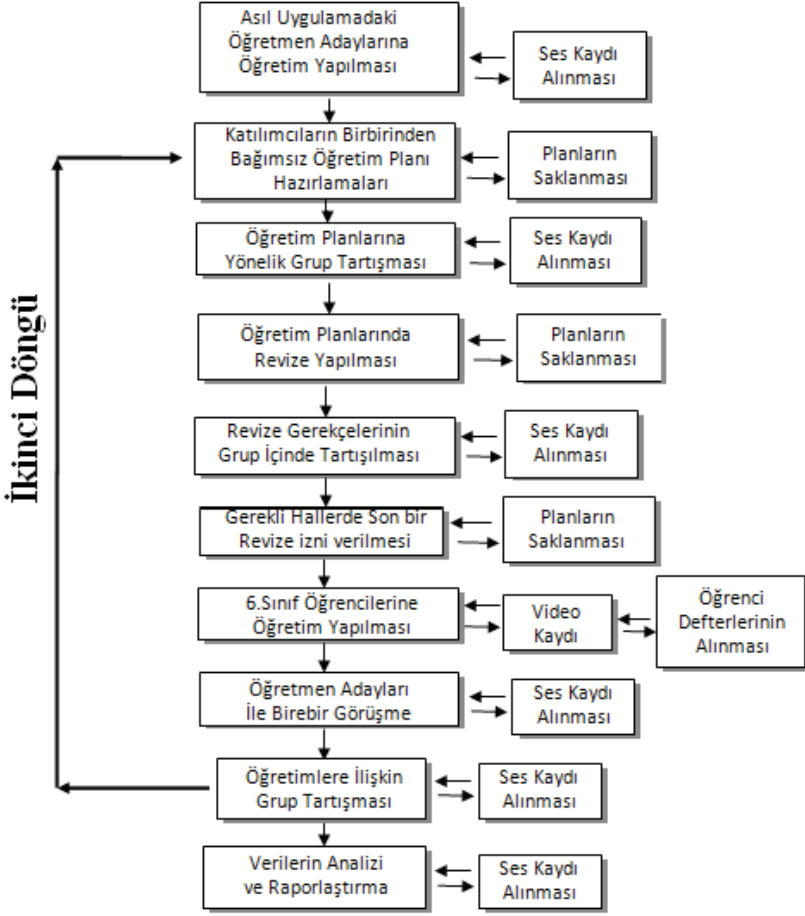 Asıl Uygulamadaki
Öğretmen Adaylarına
Öğretim Yapılması
Ses Kaydı
Alınması
Katılımcıların Birbirinden
Bağımsız Öğretim Planı
Hazırlamaları
Planların
Saklanması
Öğretim Planlarına
Yönelik Grup Tartışması
Ses Kaydı
Alınması
Öğretim Planlarında
Revize Yapılması
Planların
Saklanması
Revize Gerekçelerinin
Grup İçinde Tartışılması
Ses Kaydı
Alınması
Gerekli Hallerde Son bir
Revize izni verilmesi
Planların
Saklanması
6.Sınıf Öğrencilerine
Öğretim Yapılması
Video
Kaydı
Öğrenci
Defterlerinin
Alınması
Öğretmen Adayları
İle Birebir Görüşme
Ses Kaydı
Alınması
Öğretimlere İlişkin
Grup Tartışması
Ses Kaydı
Alınması
Verilerin Analizi
ve Raporlaştırma
Ses Kaydı
Alınması
İkinci Döngü